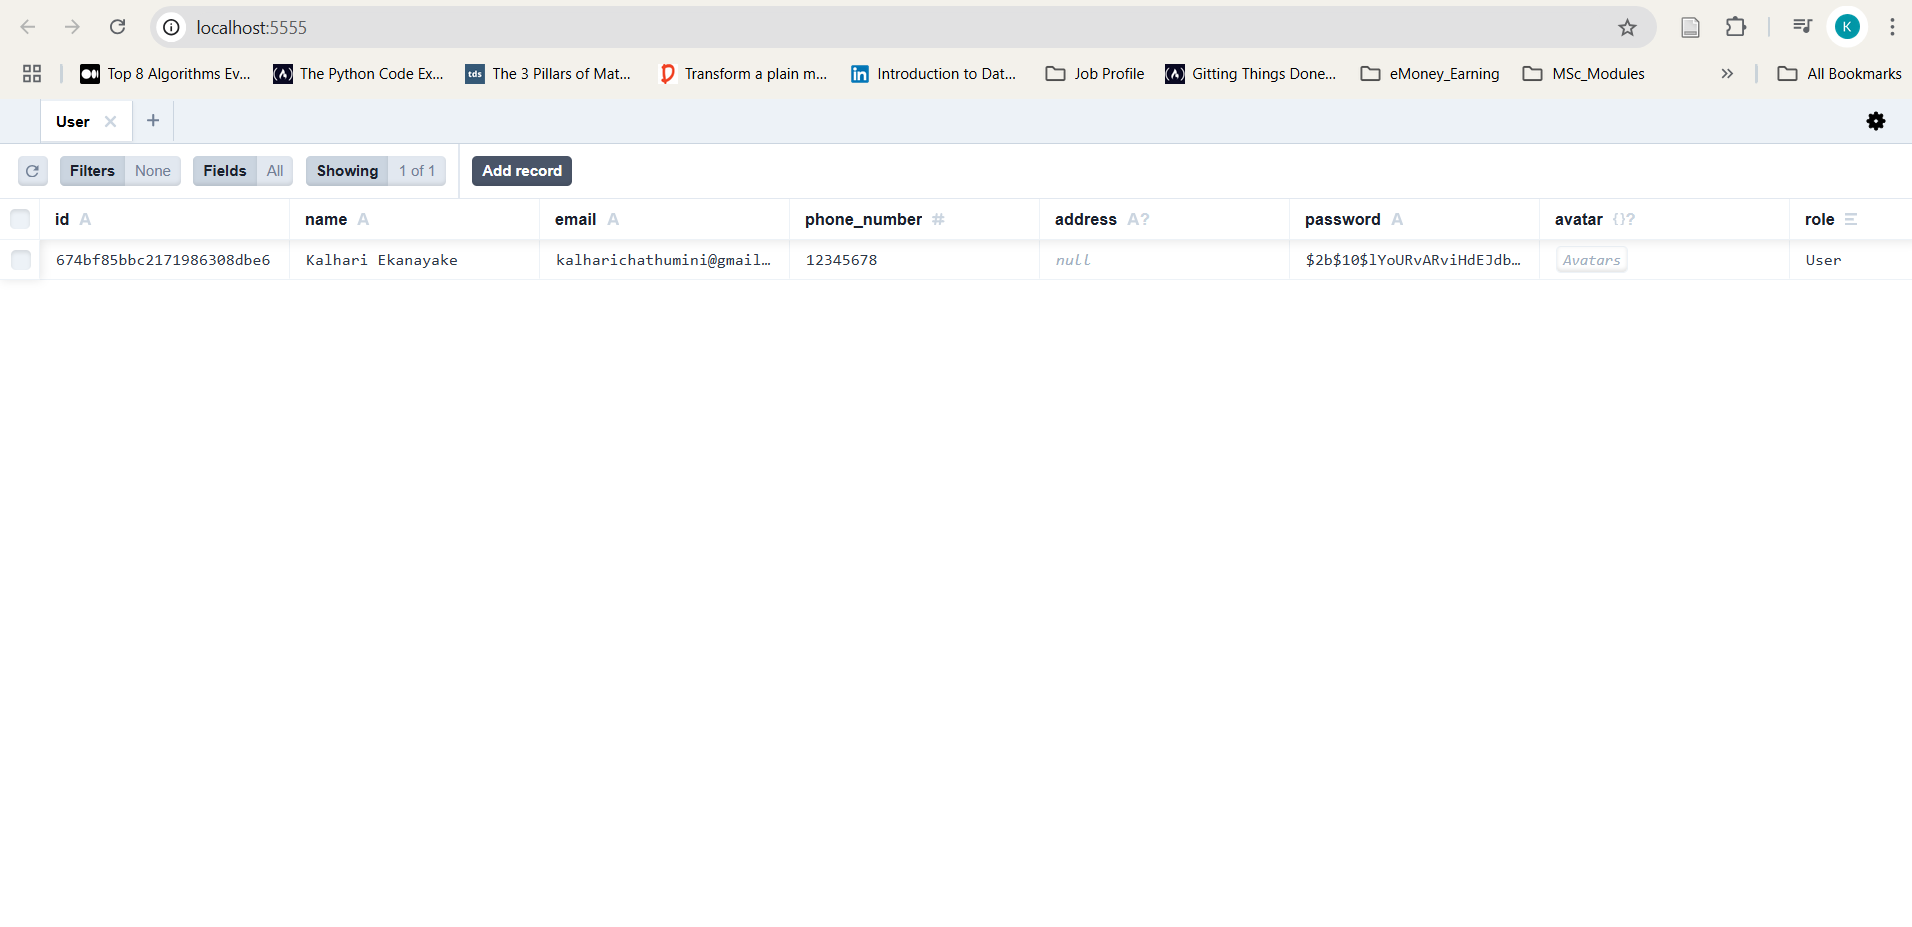 localhost:5555
K
Top 8 Algorithms Ev... The Python Code Ex... tds The 3 Pillars of Mat... Transform a plain m... in Introduction to Dat... Job Profile Gitting Things Done... eMoney_Earning MSc_Modules » All Bookmarks
User × +
Filters None Fields All Showing 1 of 1 Add record
id A name A email A phone_number # address A? password A avatar {}? role
674bf85bbc2171986308dbe6 Kalhari Ekanayake kalharichathumini@gmail… 12345678 null $2b$10$lYoURvARviHdEJdb… Avatars User